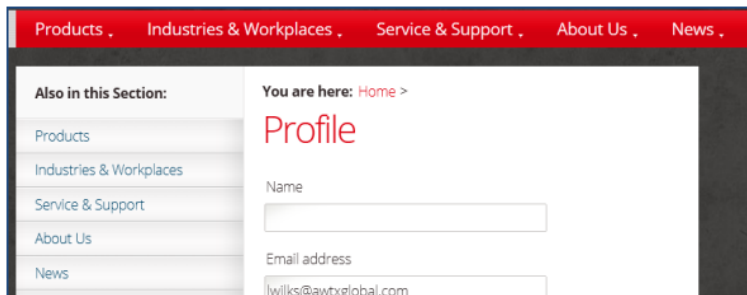 Products . Industries & Workplaces . Service & Support . About Us . News .
Also in this Section:
Products
Industries & Workplaces
Service & Support
About Us
News
You are here: Home >
Profile
Name
Email address
lwilks@awtxglobal.com